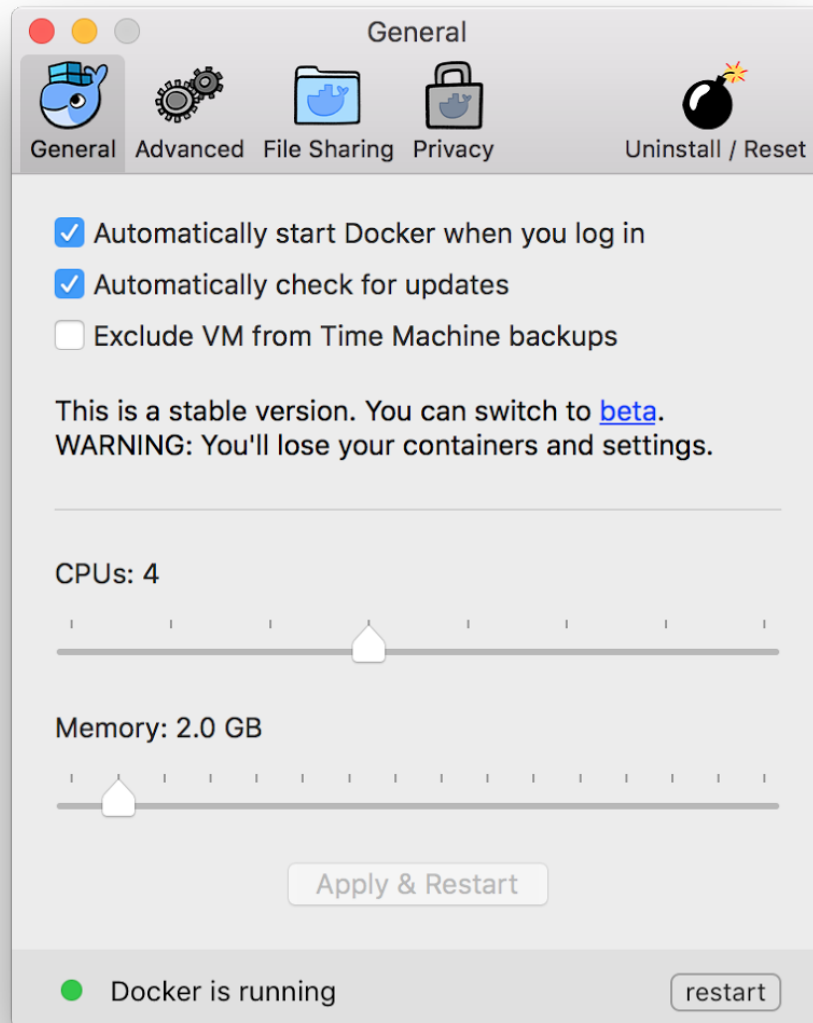 General
General
Advanced
File Sharing
Privacy
Uninstall / Reset
Automatically start Docker when you log in
Automatically check for updates
Exclude VM from Time Machine backups
This is a stable version. You can switch to beta.
WARNING: You'll lose your containers and settings.
CPUs: 4
Memory: 2.0 GB
Apply & Restart
Docker is running
restart